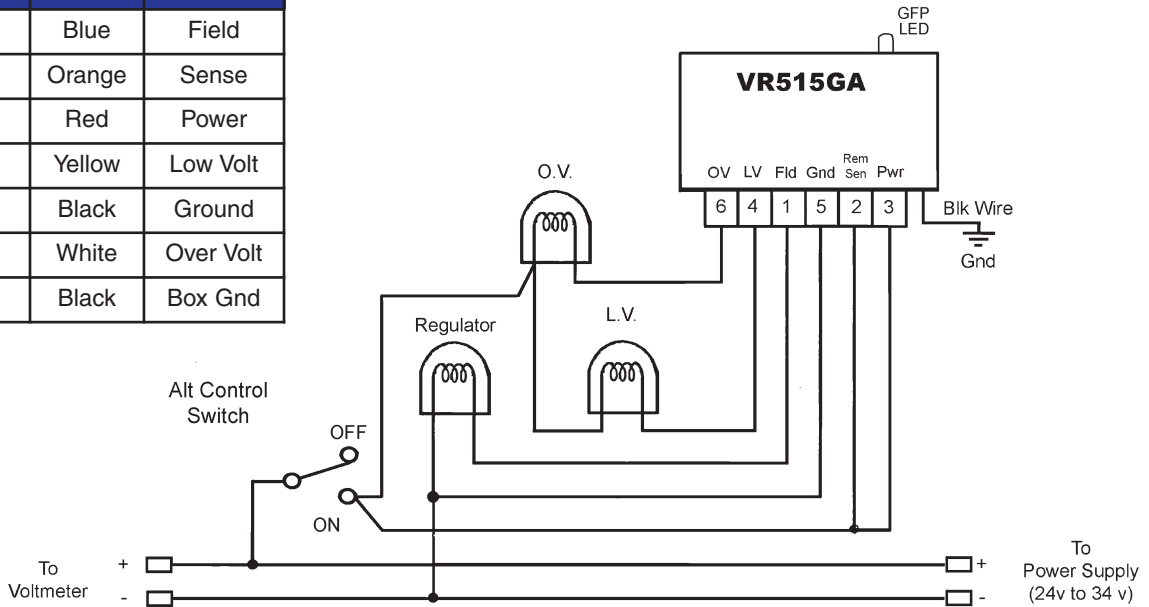 Blue Field
Orange Sense
Red Power
Yellow Low Volt
Black Ground
White Over Volt
Black Box Gnd
GFP
LED
VR515GA
OV LV Fld Gnd Rem Sen Pwr
6 4 1 5 2 3
Blk Wire
Gnd
O.V.
L.V.
Regulator
Alt Control
Switch
OFF
ON
To
Voltmeter
+
-
+
-
To
Power Supply
(24v to 34 v)